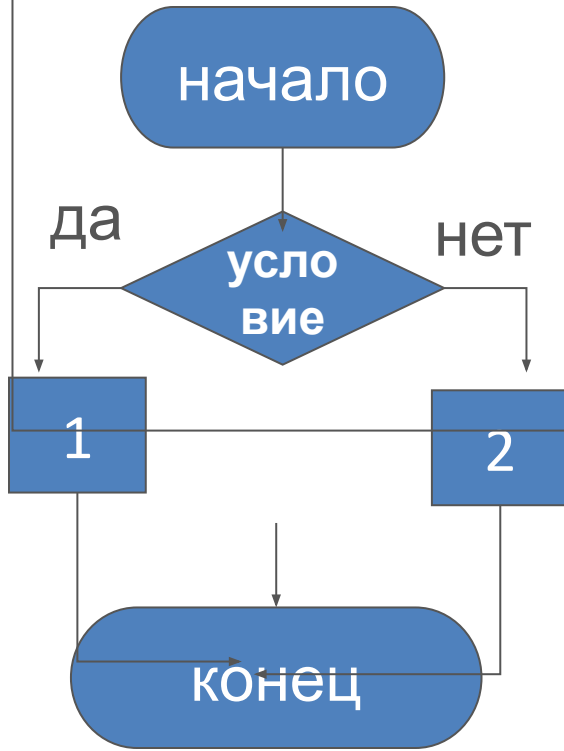 начало
да
нет
усло
вие
1
2
конец